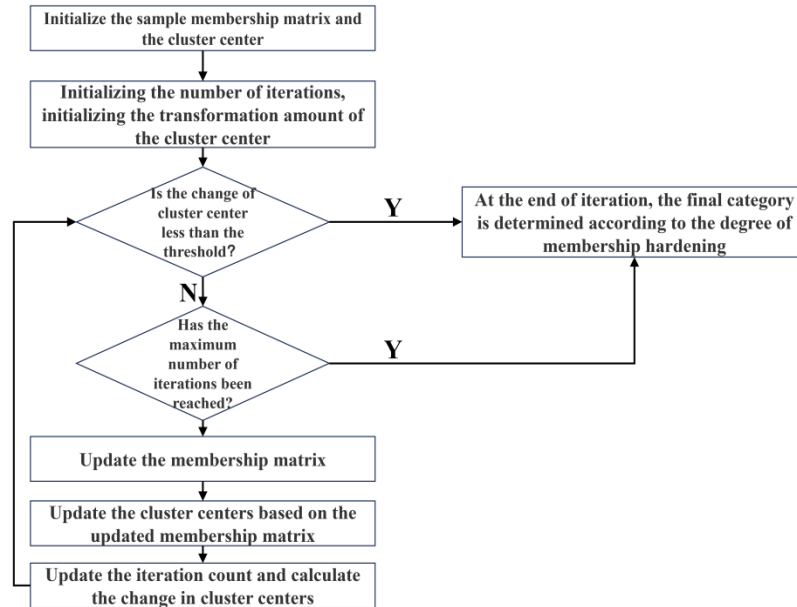 Initialize the sample membership matrix and
the cluster center
Initializing the number of iterations,
initializing the transformation amount of
the cluster center
Is the change of
cluster center
less than the
threshold?
Y
At the end of iteration, the final category
is determined according to the degree of
membership hardening
N
Has the
maximum
number of
iterations been
reached?
Y
Update the membership matrix
Update the cluster centers based on the
updated membership matrix
Update the iteration count and calculate
the change in cluster centers